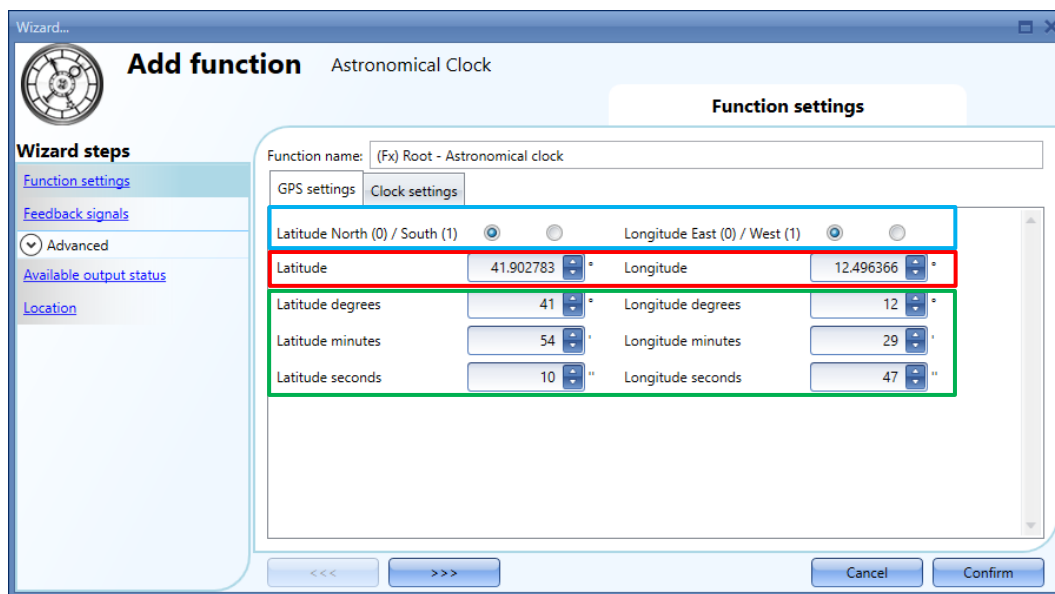 Wizard...
Add function Astronomical Clock
Function settings
Wizard steps
Function settings
Feedback signals
Advanced
Available output status
Location
Function name: (Fx) Root - Astronomical clock
GPS settings Clock settings
Latitude North (0) / South (1) Longitude East (0) / West (1)
Latitude 41.902783 ° Longitude 12.496366 °
Latitude degrees 41 ° Longitude degrees 12 °
Latitude minutes 54 ' Longitude minutes 29 '
Latitude seconds 10 '' Longitude seconds 47 ''
<<< >>> Cancel Confirm